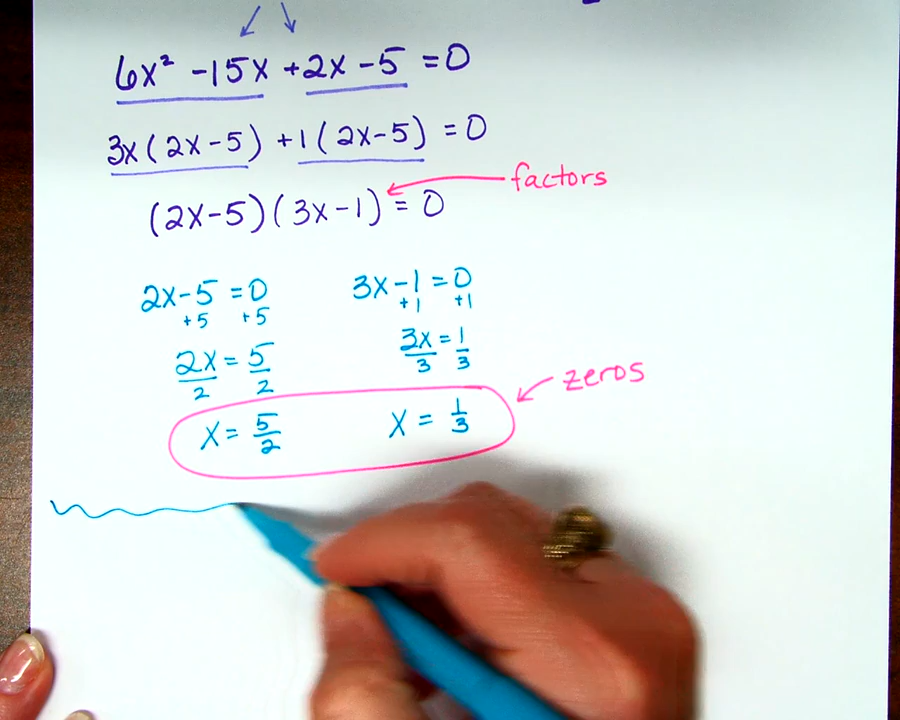 6x² -15x +2x -5 = 0
3x(2x-5) +1(2x-5) = 0
(2x-5)(3x-1) = 0 factors
2x-5 = 0 3x-1 = 0
+5 +5 +1 +1
2x/2 = 5/2 3x/3 = 1/3
x = 5/2 x = 1/3 zeros